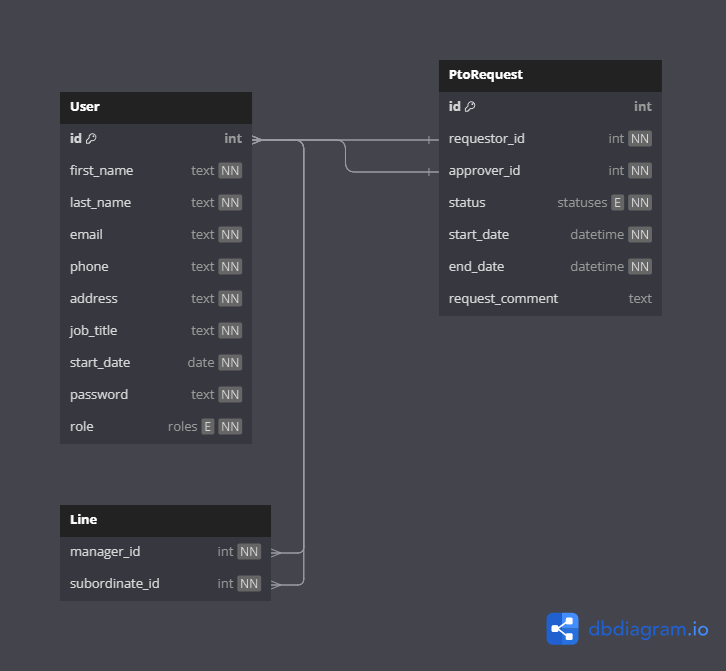 User
id int
first_name text NN
last_name text NN
email text NN
phone text NN
address text NN
job_title text NN
start_date date NN
password text NN
role roles E NN
PtoRequest
id int
requestor_id int NN
approver_id int NN
status statuses E NN
start_date datetime NN
end_date datetime NN
request_comment text
Line
manager_id int NN
subordinate_id int NN
dbdiagram.io